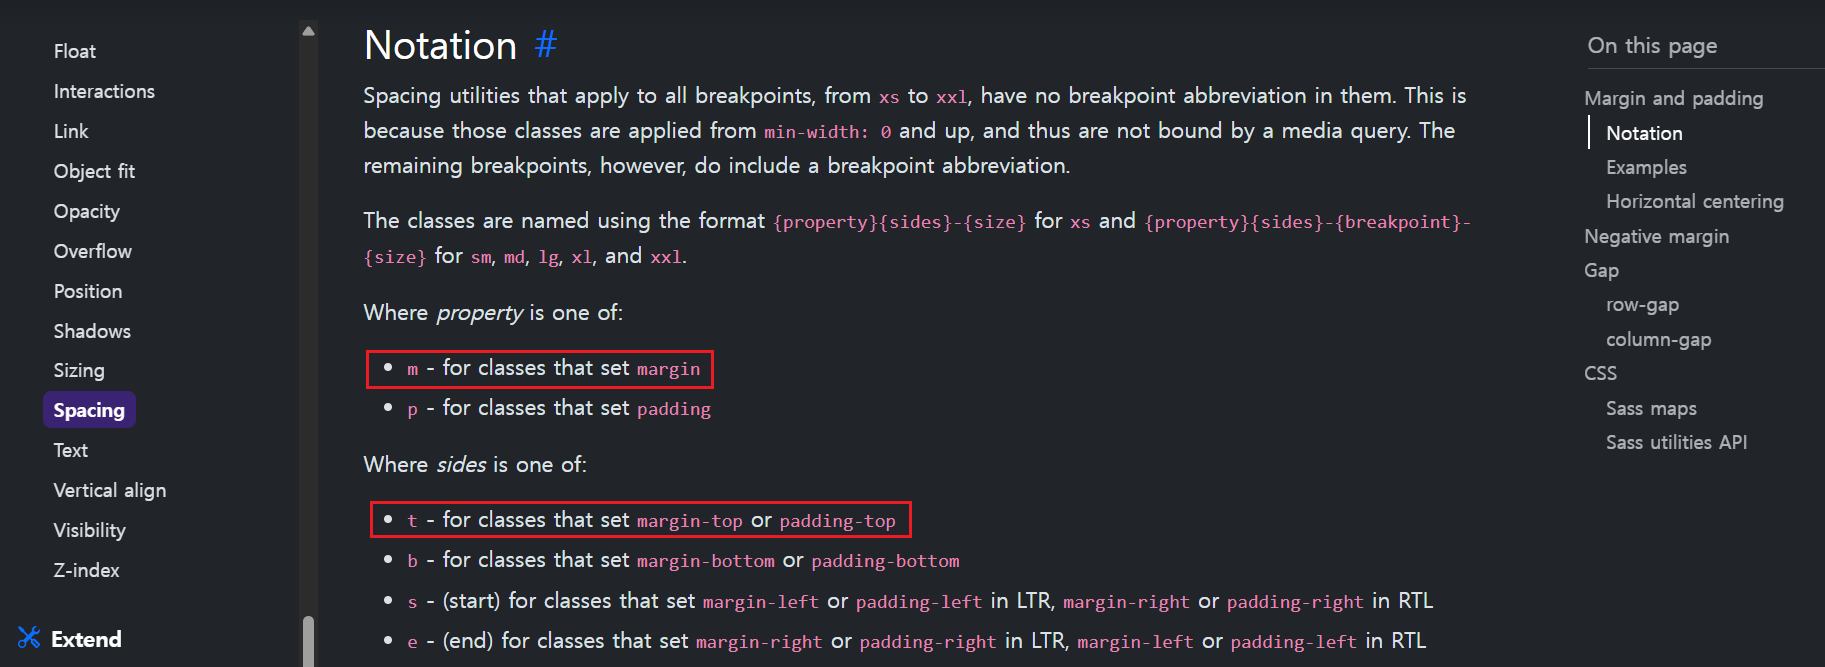 Float
Interactions
Link
Object fit
Opacity
Overflow
Position
Shadows
Sizing
Spacing
Text
Vertical align
Visibility
Z-index
Extend
Notation #
Spacing utilities that apply to all breakpoints, from xs to xxl, have no breakpoint abbreviation in them. This is
because those classes are applied from min-width: 0 and up, and thus are not bound by a media query. The
remaining breakpoints, however, do include a breakpoint abbreviation.
The classes are named using the format {property}{sides}-{size} for xs and {property}{sides}-{breakpoint}-
{size} for sm, md, lg, xl, and xxl.
Where property is one of:
• m - for classes that set margin
• p - for classes that set padding
Where sides is one of:
• t - for classes that set margin-top or padding-top
• b - for classes that set margin-bottom or padding-bottom
• s - (start) for classes that set margin-left or padding-left in LTR, margin-right or padding-right in RTL
• e - (end) for classes that set margin-right or padding-right in LTR, margin-left or padding-left in RTL
On this page
Margin and padding
Notation
Examples
Horizontal centering
Negative margin
Gap
row-gap
column-gap
CSS
Sass maps
Sass utilities API